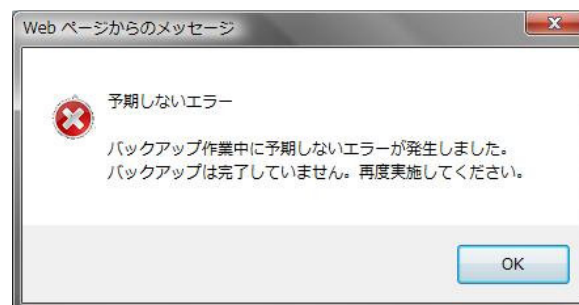 Web ページからのメッセージ
予期しないエラー
バックアップ作業中に予期しないエラーが発生しました。
バックアップは完了していません。再度実施してください。
OK